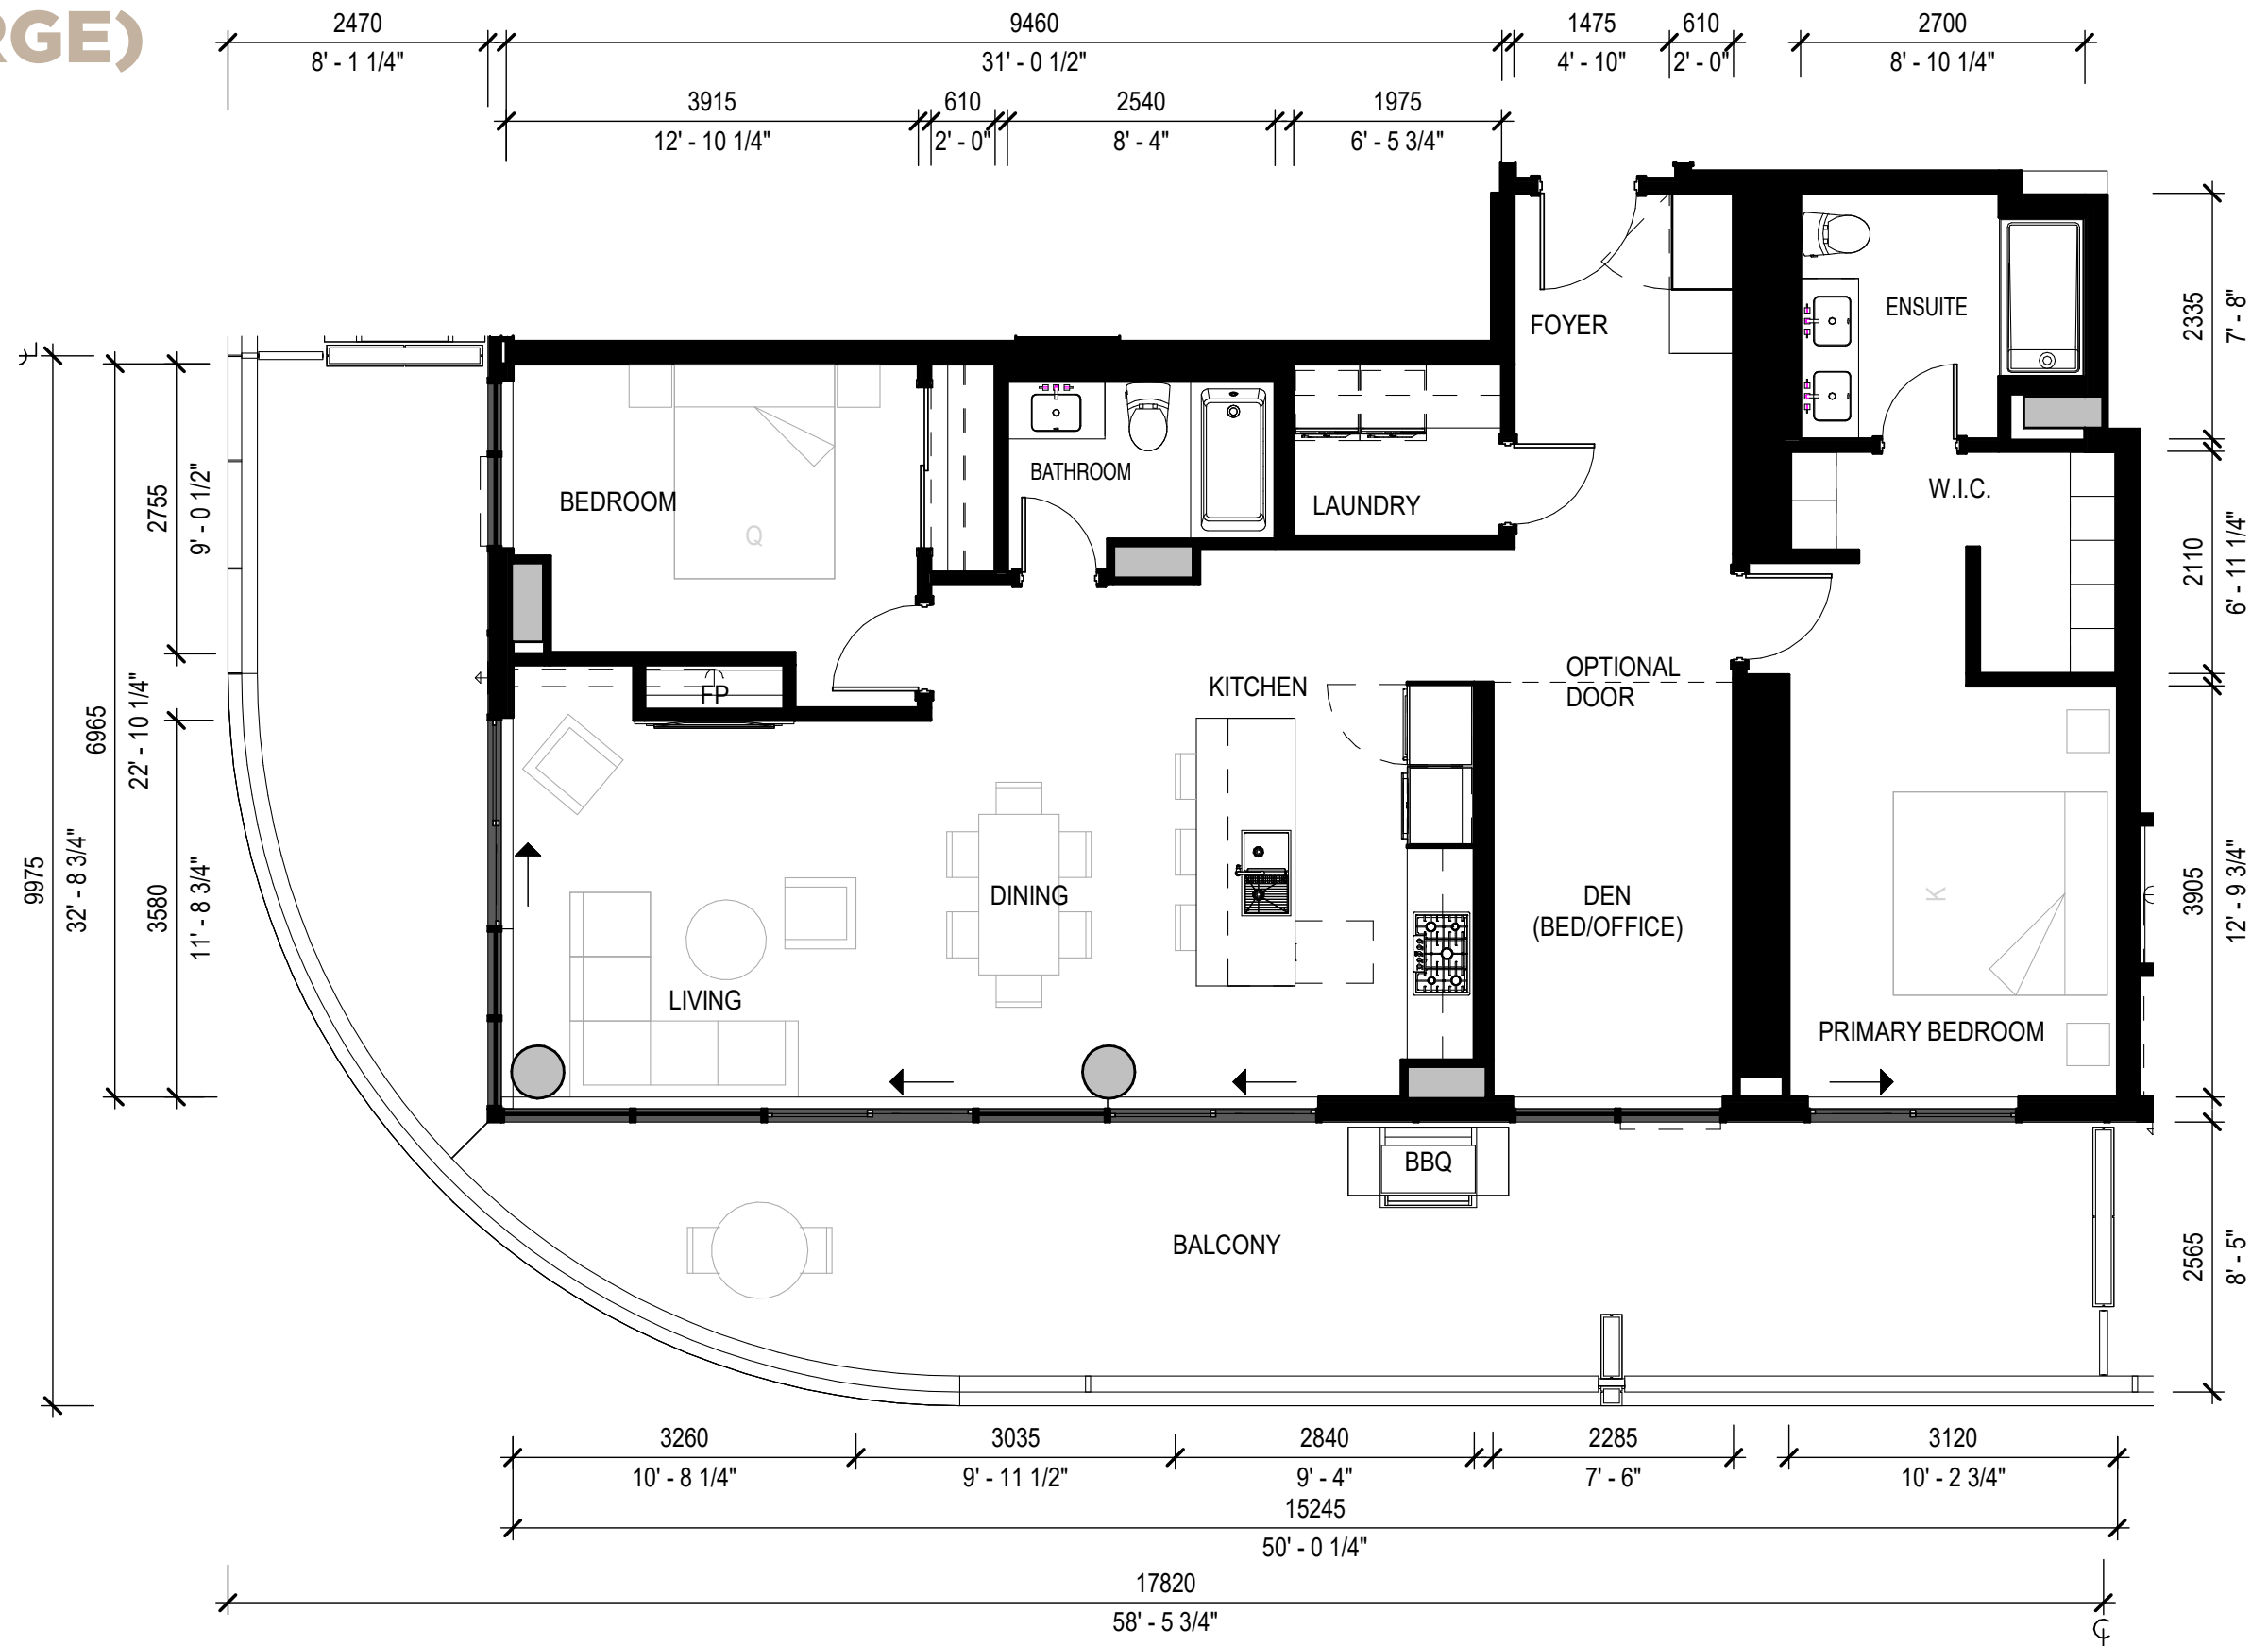 RGE)
2470
8' - 1 1/4"
9460
31' - 0 1/2"
1475
4' - 10"
610
2' - 0"
2700
8' - 10 1/4"
3915
12' - 10 1/4"
610
2' - 0"
2540
8' - 4"
1975
6' - 5 3/4"
FOYER
ENSUITE
2335
7' - 8"
BEDROOM
Q
BATHROOM
LAUNDRY
W.I.C.
2755
9' - 0 1/2"
2110
6' - 11 1/4"
FP
KITCHEN
OPTIONAL
DOOR
6965
22' - 10 1/4"
9975
32' - 8 3/4"
3580
11' - 8 3/4"
DINING
LIVING
DEN
(BED/OFFICE)
K
PRIMARY BEDROOM
3905
12' - 9 3/4"
BBQ
BALCONY
2565
8' - 5"
3260
10' - 8 1/4"
3035
9' - 11 1/2"
2840
9' - 4"
2285
7' - 6"
3120
10' - 2 3/4"
15245
50' - 0 1/4"
17820
58' - 5 3/4"